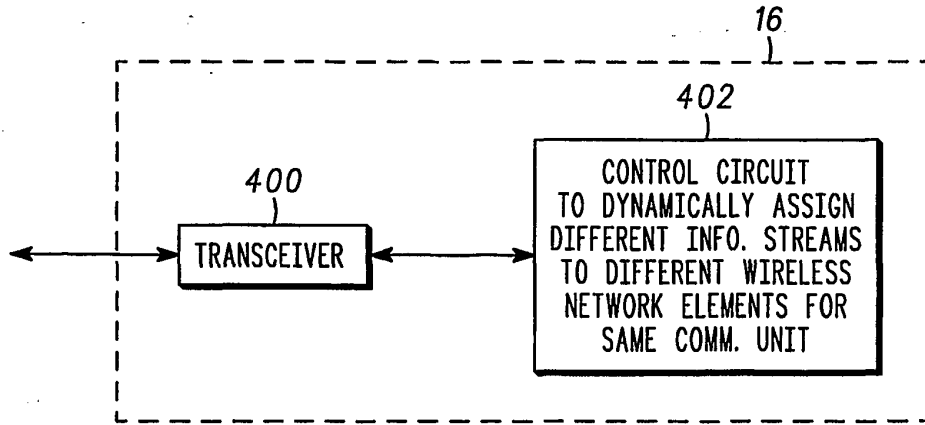 16
402
400
TRANSCEIVER
CONTROL CIRCUIT
TO DYNAMICALLY ASSIGN
DIFFERENT INFO. STREAMS
TO DIFFERENT WIRELESS
NETWORK ELEMENTS FOR
SAME COMM. UNIT